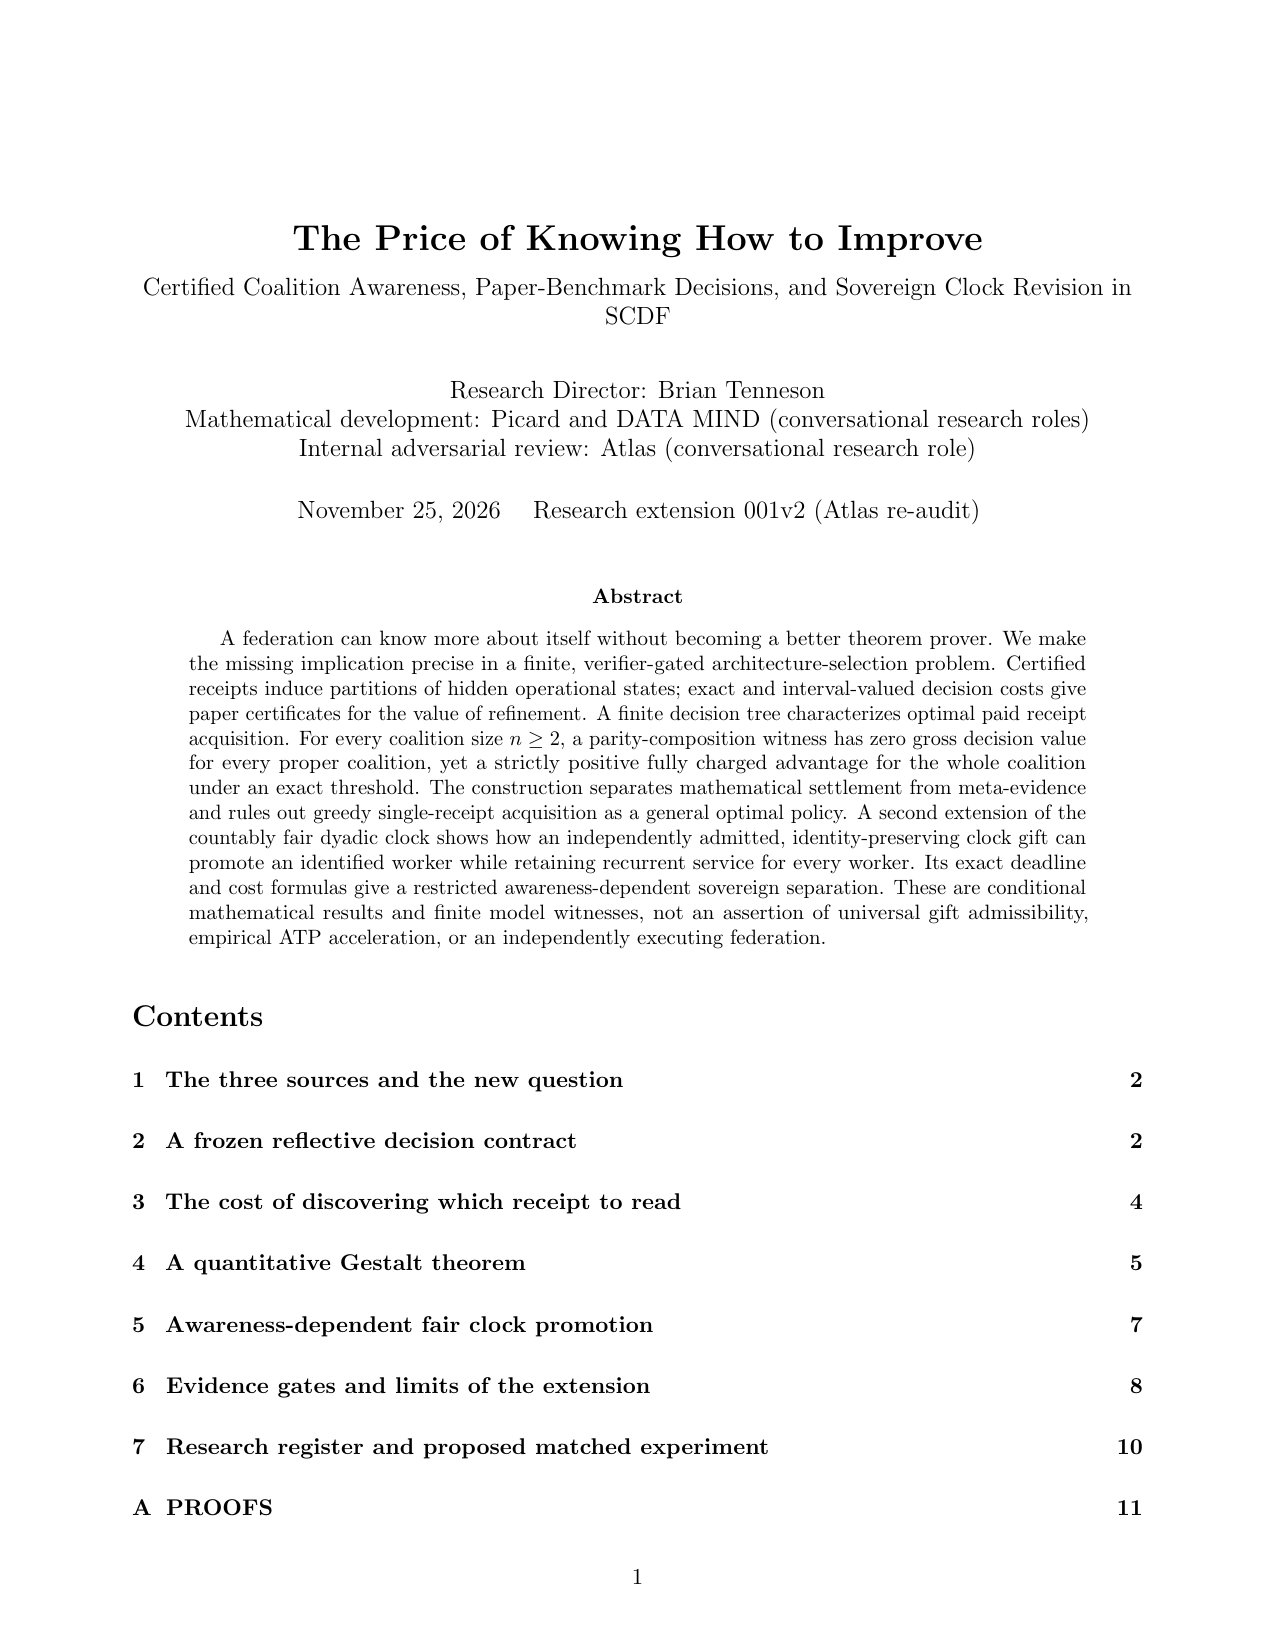 The Price of Knowing How to Improve
Certified Coalition Awareness, Paper-Benchmark Decisions, and Sovereign Clock Revision in
SCDF
Research Director: Brian Tenneson
Mathematical development: Picard and DATA MIND (conversational research roles)
Internal adversarial review: Atlas (conversational research role)
November 25, 2026 Research extension 001v2 (Atlas re-audit)
Abstract
A federation can know more about itself without becoming a better theorem prover. We make
the missing implication precise in a finite, verifier-gated architecture-selection problem. Certified
receipts induce partitions of hidden operational states; exact and interval-valued decision costs give
paper certificates for the value of refinement. A finite decision tree characterizes optimal paid receipt
acquisition. For every coalition size n ≥ 2, a parity-composition witness has zero gross decision value
for every proper coalition, yet a strictly positive fully charged advantage for the whole coalition
under an exact threshold. The construction separates mathematical settlement from meta-evidence
and rules out greedy single-receipt acquisition as a general optimal policy. A second extension of the
countably fair dyadic clock shows how an independently admitted, identity-preserving clock gift can
promote an identified worker while retaining recurrent service for every worker. Its exact deadline
and cost formulas give a restricted awareness-dependent sovereign separation. These are conditional
mathematical results and finite model witnesses, not an assertion of universal gift admissibility,
empirical ATP acceleration, or an independently executing federation.
Contents
1 The three sources and the new question 2
2 A frozen reflective decision contract 2
3 The cost of discovering which receipt to read 4
4 A quantitative Gestalt theorem 5
5 Awareness-dependent fair clock promotion 7
6 Evidence gates and limits of the extension 8
7 Research register and proposed matched experiment 10
A PROOFS 11
1